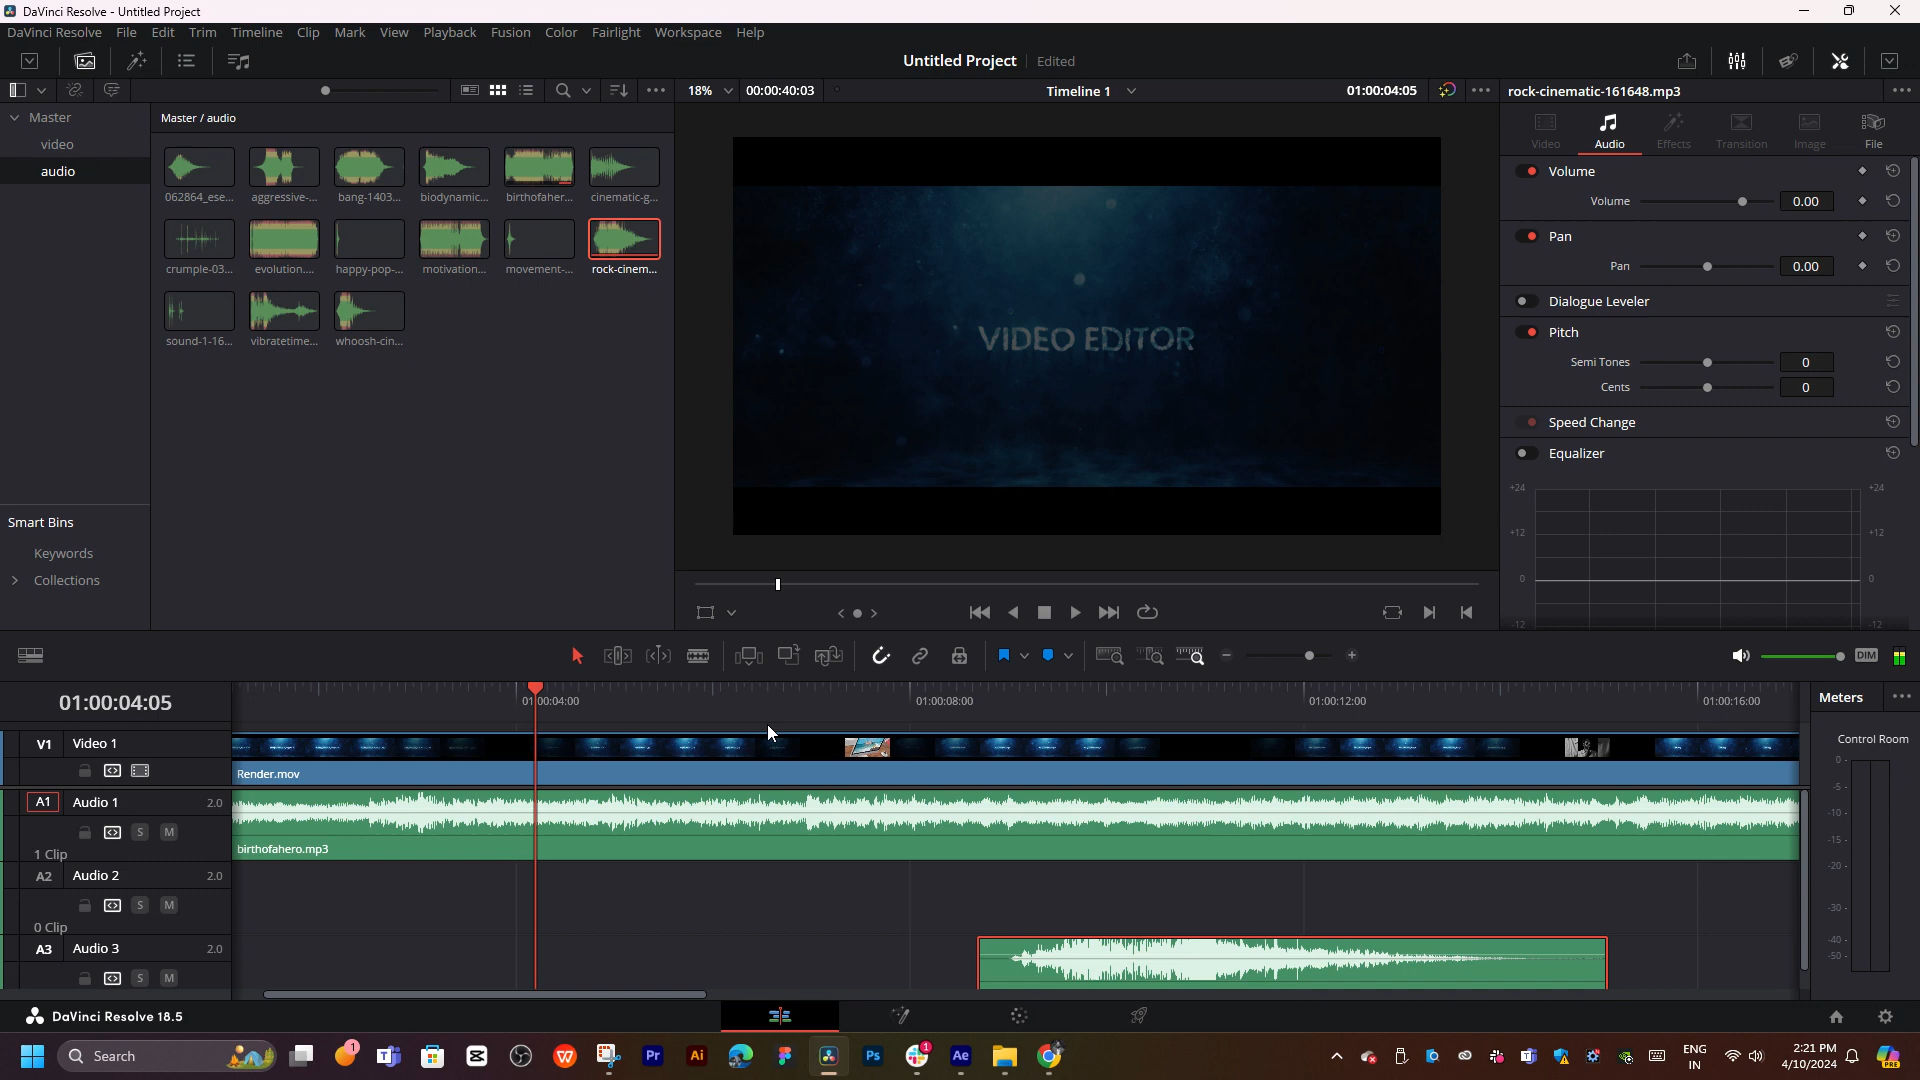 DaVinci Resolve - Untitled Project
DaVinci Resolve File Edit Trim Timeline Clip Mark View Playback Fusion Color Fairlight Workspace Help
Untitled Project Edited
18% 00:00:40:03 Timeline 1 01:00:04:05 rock-cinematic-161648.mp3
Master
video
audio
Master / audio
062864_ese... aggressive-... bang-1403... biodynamic... birthofaher... cinematic-g...
crumple-03... evolution.... happy-pop-... motivation... movement-... rock-cinem...
sound-1-16... vibratetime... whoosh-cin...
Smart Bins
Keywords
Collections
VIDEO EDITOR
Video Audio Effects Transition Image File
Volume
Volume 0.00
Pan
Pan 0.00
Dialogue Leveler
Pitch
Semi Tones 0
Cents 0
Speed Change
Equalizer
+24 +24
+12 +12
0 0
-12 -12
DIM
01:00:04:05
01:00:04:00 01:00:08:00 01:00:12:00 01:00:16:00
Meters
Control Room
0
-5
-10
-15
-20
-30
-40
-50
V1 Video 1
Render.mov
A1 Audio 1 2.0
S M
1 Clip
birthofahero.mp3
A2 Audio 2 2.0
S M
0 Clip
A3 Audio 3 2.0
S M
DaVinci Resolve 18.5
Search
1
Pr
Ai
Ps
1
Ae
ENG
IN
2:21 PM
4/10/2024
PRE